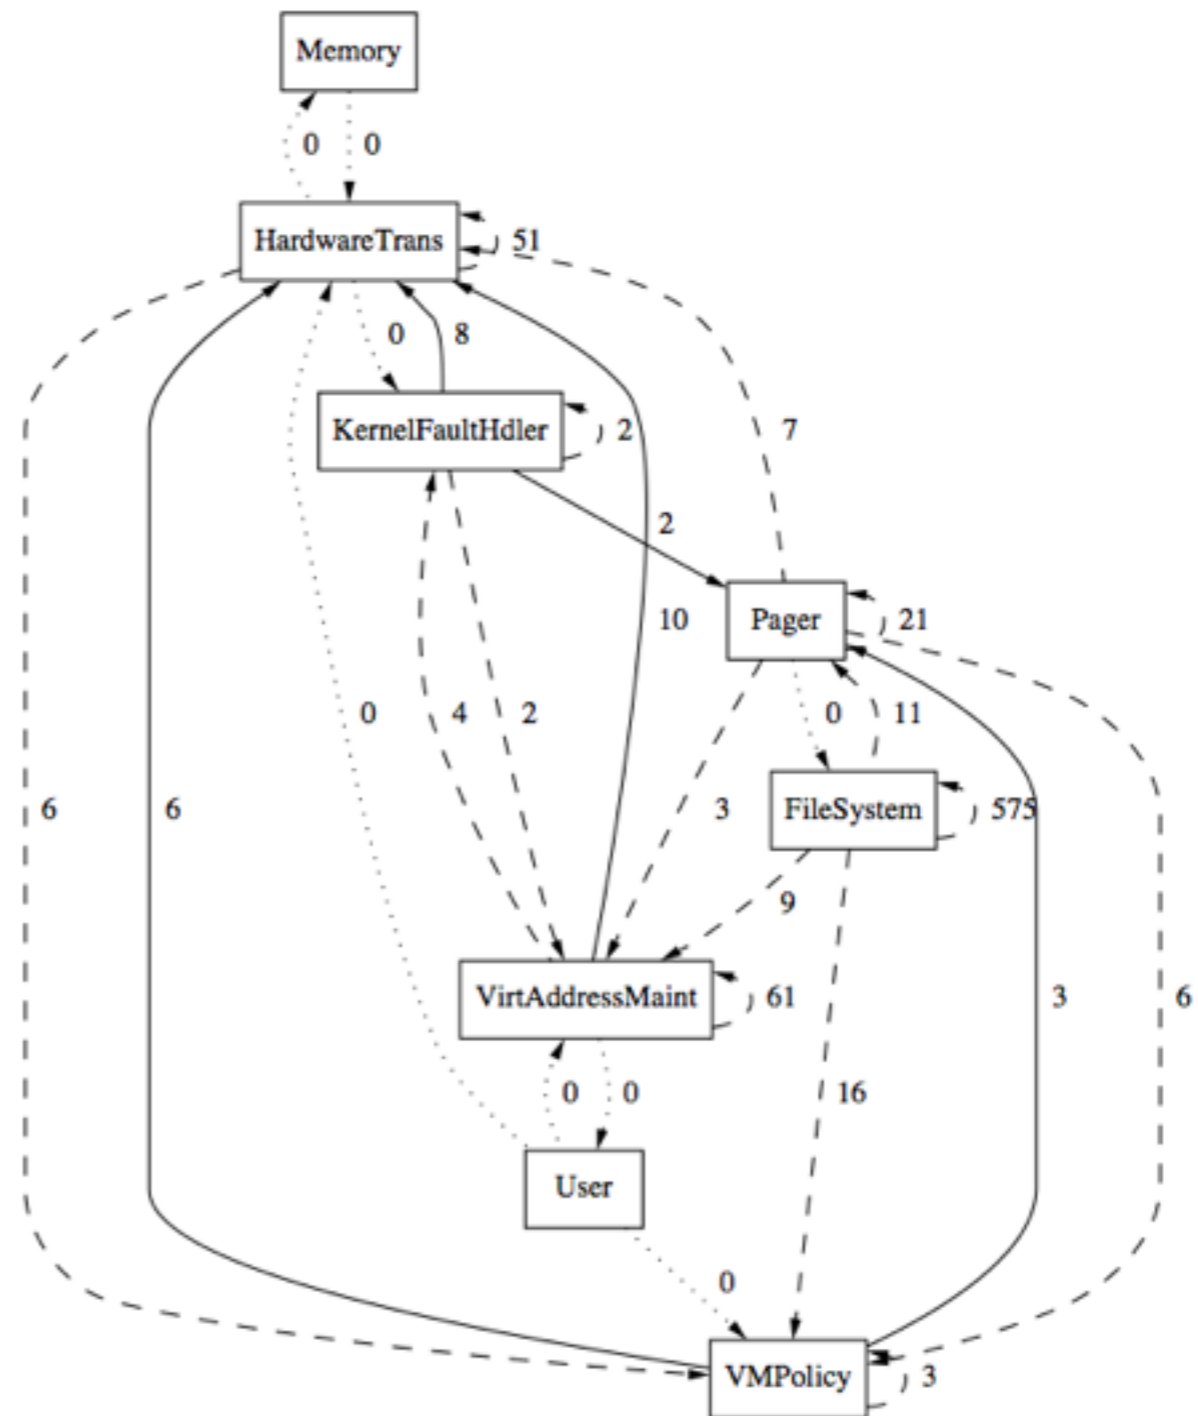 Memory
0 0
HardwareTrans 51
0 8
KernelFaultHdler 2
7
2
Pager 21
10
0 4 2 0 11
6 6 3 FileSystem 575
9
VirtAddressMaint 61 3 6
0 0 16
User
0
VMPolicy 3